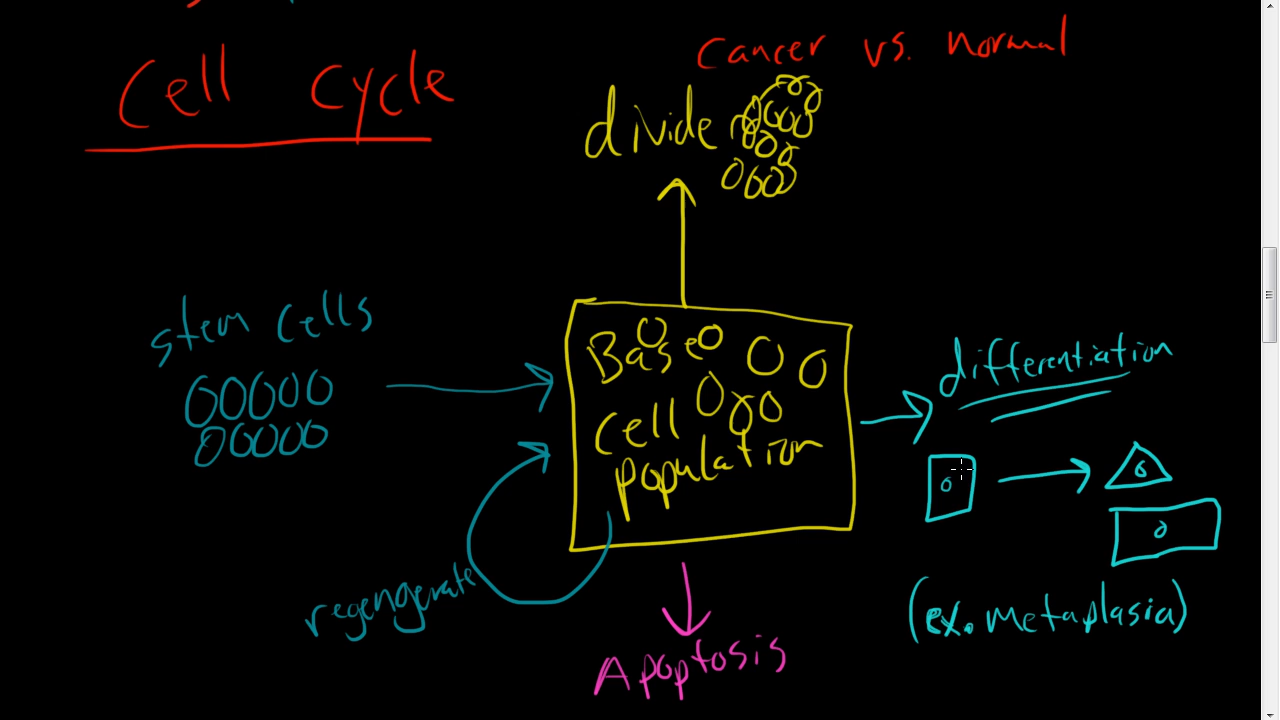 Cell Cycle
cancer vs. normal
divide
stem cells
Base
Cell
population
differentiation
regengerate
(ex. metaplasia)
Apoptosis